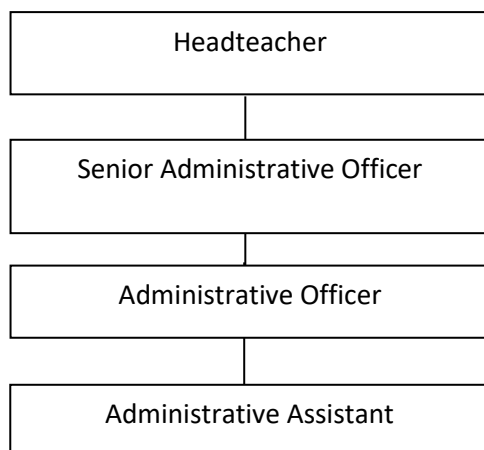 Headteacher
Senior Administrative Officer
Administrative Officer
Administrative Assistant